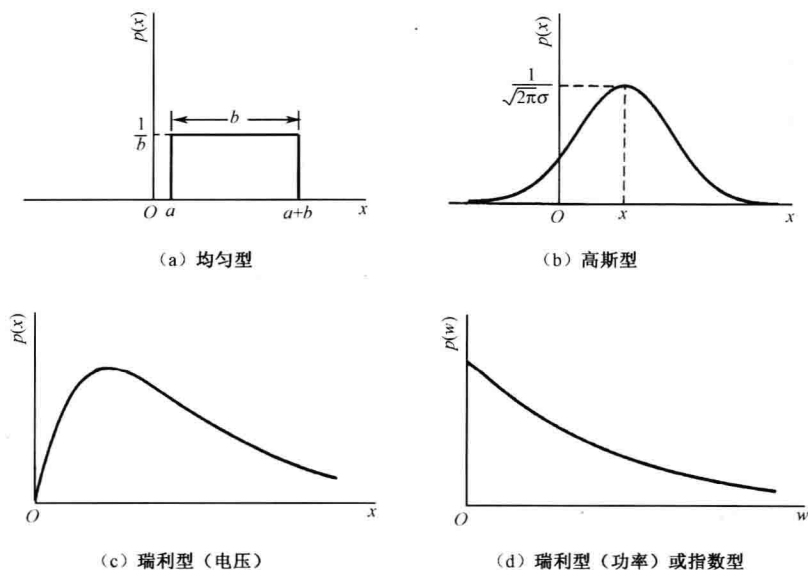 p(x)
1/b
b
O a a+b x
(a) 均匀型
p(x)
1/√2πσ
O x x
(b) 高斯型
p(x)
O x
(c) 瑞利型(电压)
p(w)
O w
(d) 瑞利型(功率)或指数型